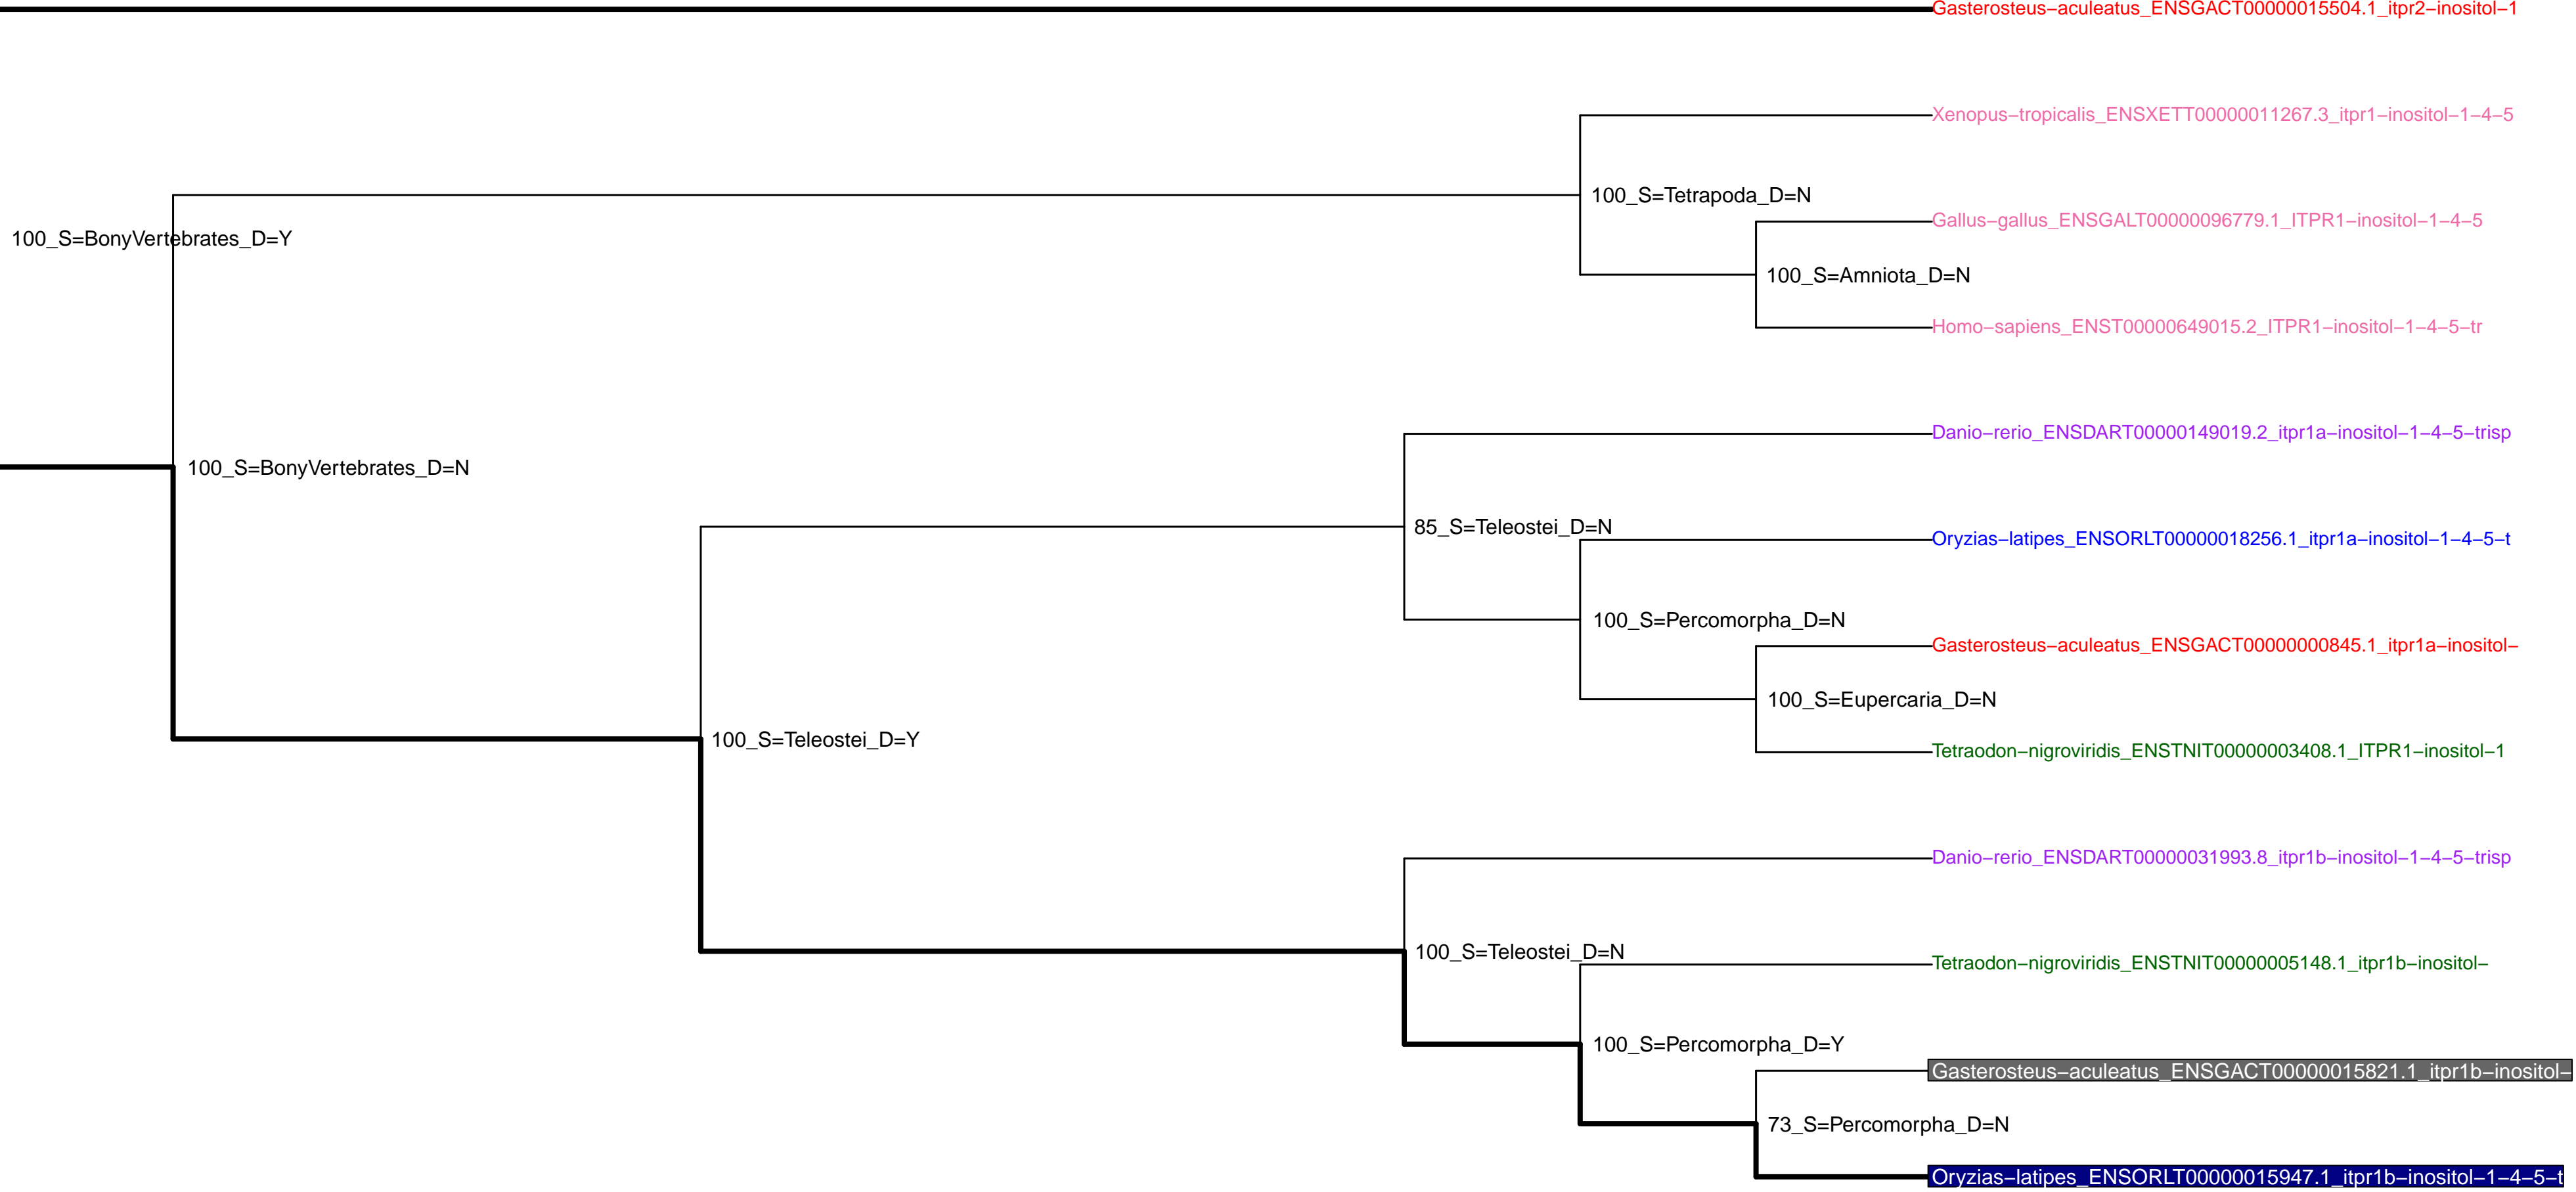 Gasterosteus−aculeatus_ENSGACT00000015504.1_itpr2−inositol−1
Xenopus−tropicalis_ENSXETT00000011267.3_itpr1−inositol−1−4−5
100_S=Tetrapoda_D=N
Gallus−gallus_ENSGALT00000096779.1_ITPR1−inositol−1−4−5
100_S=BonyVertebrates_D=Y
100_S=Amniota_D=N
Homo−sapiens_ENST00000649015.2_ITPR1−inositol−1−4−5−tr
Danio−rerio_ENSDART00000149019.2_itpr1a−inositol−1−4−5−trisp
100_S=BonyVertebrates_D=N
85_S=Teleostei_D=N
Oryzias−latipes_ENSORLT00000018256.1_itpr1a−inositol−1−4−5−t
100_S=Percomorpha_D=N
Gasterosteus−aculeatus_ENSGACT00000000845.1_itpr1a−inositol−
100_S=Eupercaria_D=N
100_S=Teleostei_D=Y
Tetraodon−nigroviridis_ENSTNIT00000003408.1_ITPR1−inositol−1
Danio−rerio_ENSDART00000031993.8_itpr1b−inositol−1−4−5−trisp
100_S=Teleostei_D=N
Tetraodon−nigroviridis_ENSTNIT00000005148.1_itpr1b−inositol−
100_S=Percomorpha_D=Y
Gasterosteus−aculeatus_ENSGACT00000015821.1_itpr1b−inositol−
73_S=Percomorpha_D=N
Oryzias−latipes_ENSORLT00000015947.1_itpr1b−inositol−1−4−5−t